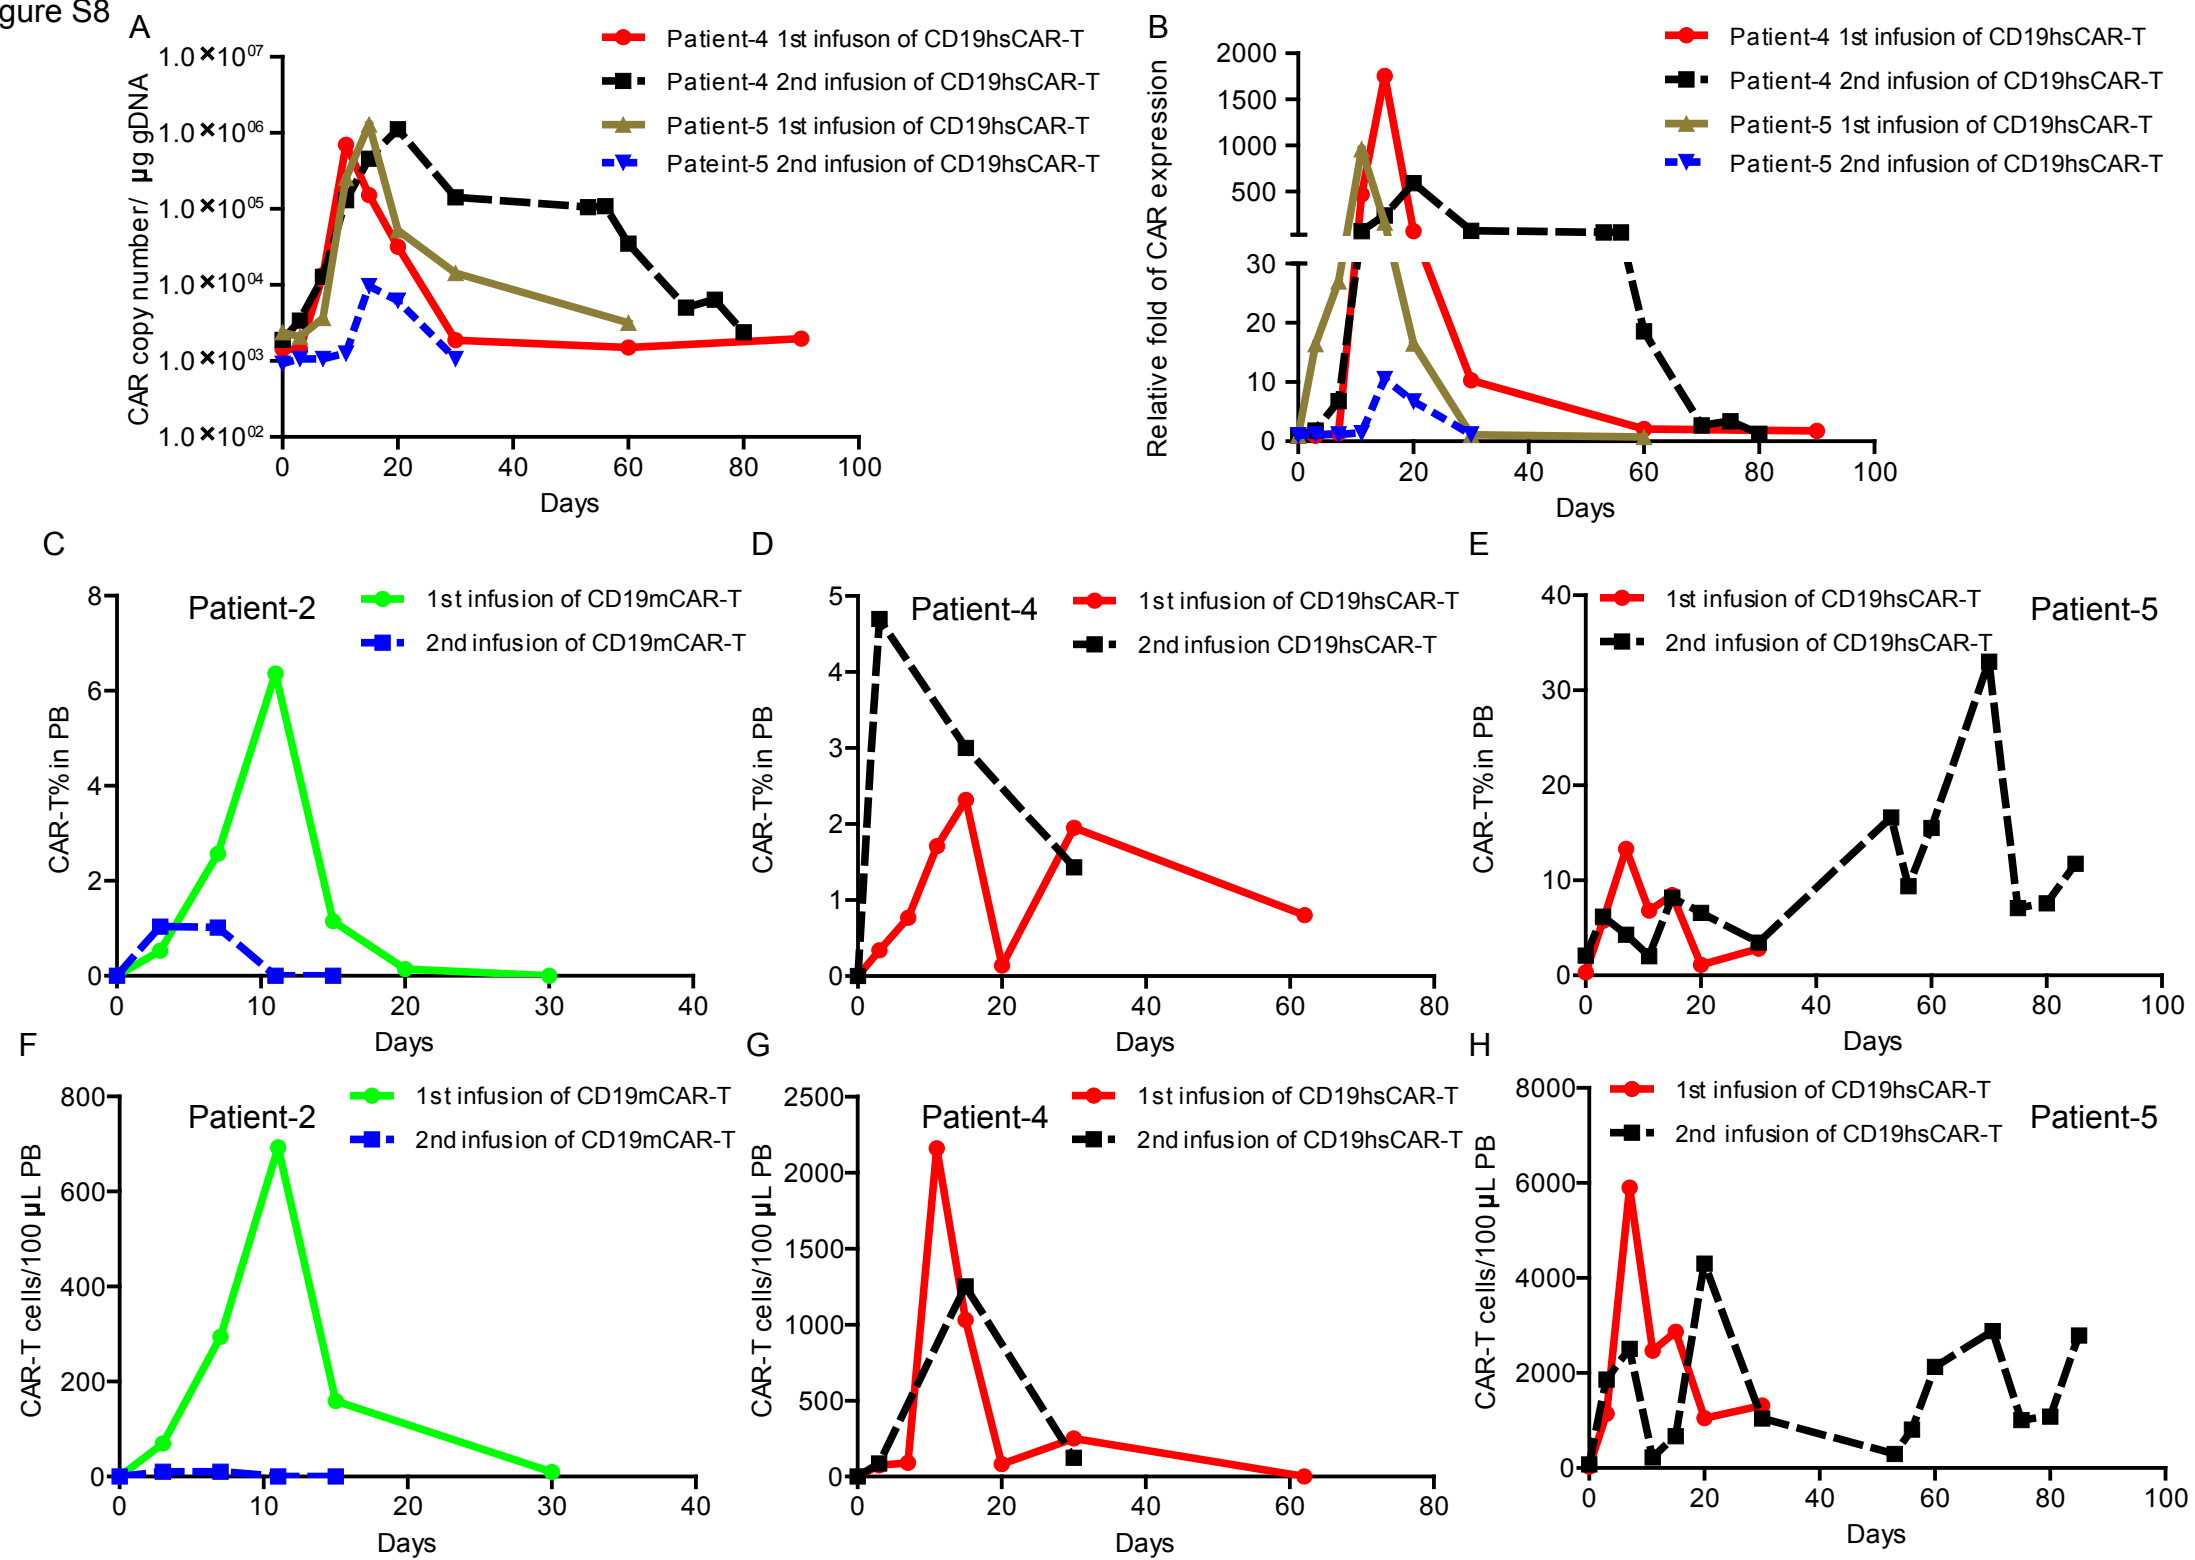 gure S8
A
CAR copy number/ µg gDNA
1.0×10⁰⁷
1.0×10⁰⁶
1.0×10⁰⁵
1.0×10⁰⁴
1.0×10⁰³
1.0×10⁰²
0 20 40 60 80 100
Days
Patient-4 1st infuson of CD19hsCAR-T
Patient-4 2nd infusion of CD19hsCAR-T
Patient-5 1st infusion of CD19hsCAR-T
Pateint-5 2nd infusion of CD19hsCAR-T
B
Relative fold of CAR expression
2000
1500
1000
500
30
20
10
0
0 20 40 60 80 100
Days
Patient-4 1st infusion of CD19hsCAR-T
Patient-4 2nd infusion of CD19hsCAR-T
Patient-5 1st infusion of CD19hsCAR-T
Patient-5 2nd infusion of CD19hsCAR-T
C
Patient-2
1st infusion of CD19mCAR-T
2nd infusion of CD19mCAR-T
CAR-T% in PB
8
6
4
2
0
0 10 20 30 40
Days
D
Patient-4
1st infusion of CD19hsCAR-T
2nd infusion CD19hsCAR-T
CAR-T% in PB
5
4
3
2
1
0
0 20 40 60 80
Days
E
Patient-5
1st infusion of CD19hsCAR-T
2nd infusion of CD19hsCAR-T
CAR-T% in PB
40
30
20
10
0
0 20 40 60 80 100
Days
F
Patient-2
1st infusion of CD19mCAR-T
2nd infusion of CD19mCAR-T
CAR-T cells/100 µL PB
800
600
400
200
0
0 10 20 30 40
Days
G
Patient-4
1st infusion of CD19hsCAR-T
2nd infusion of CD19hsCAR-T
CAR-T cells/100 µL PB
2500
2000
1500
1000
500
0
0 20 40 60 80
Days
H
Patient-5
1st infusion of CD19hsCAR-T
2nd infusion of CD19hsCAR-T
CAR-T cells/100 µL PB
8000
6000
4000
2000
0
0 20 40 60 80 100
Days